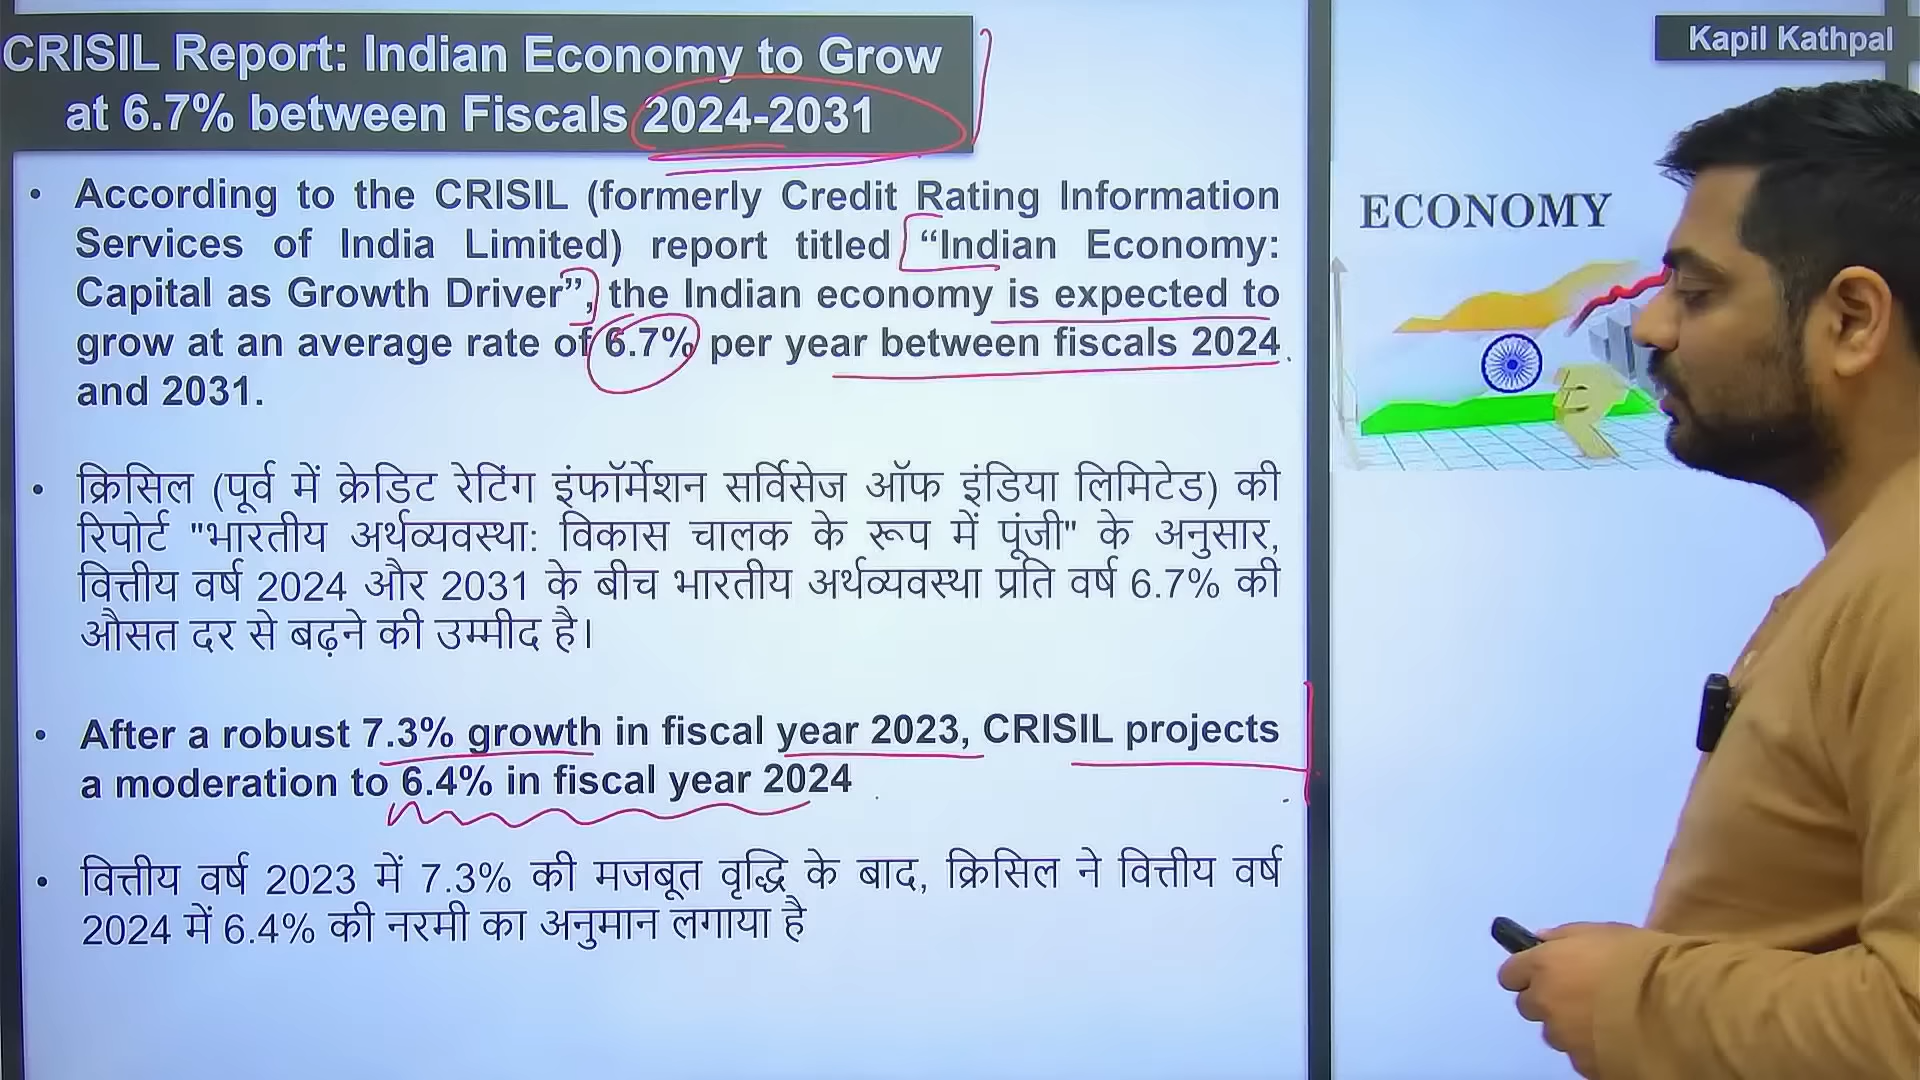 CRISIL Report: Indian Economy to Grow
at 6.7% between Fiscals 2024-2031
Kapil Kathpal
ECONOMY
• According to the CRISIL (formerly Credit Rating Information
Services of India Limited) report titled “Indian Economy:
Capital as Growth Driver”, the Indian economy is expected to
grow at an average rate of 6.7% per year between fiscals 2024
and 2031.
• क्रिसिल (पूर्व में क्रेडिट रेटिंग इंफॉर्मेशन सर्विसेज ऑफ इंडिया लिमिटेड) की
रिपोर्ट "भारतीय अर्थव्यवस्था: विकास चालक के रूप में पूंजी" के अनुसार,
वित्तीय वर्ष 2024 और 2031 के बीच भारतीय अर्थव्यवस्था प्रति वर्ष 6.7% की
औसत दर से बढ़ने की उम्मीद है।
• After a robust 7.3% growth in fiscal year 2023, CRISIL projects
a moderation to 6.4% in fiscal year 2024
• वित्तीय वर्ष 2023 में 7.3% की मजबूत वृद्धि के बाद, क्रिसिल ने वित्तीय वर्ष
2024 में 6.4% की नरमी का अनुमान लगाया है